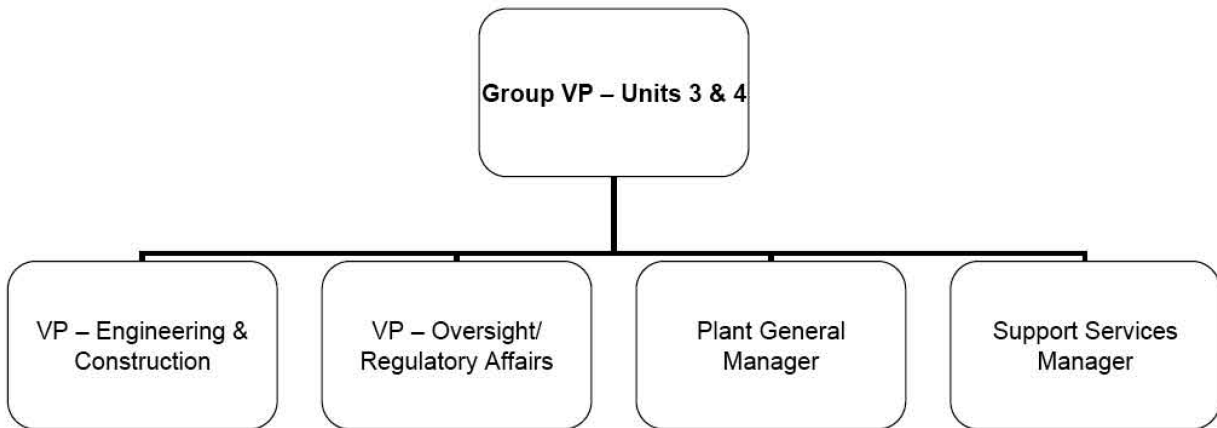 Group VP – Units 3 & 4
VP – Engineering &
Construction
VP – Oversight/
Regulatory Affairs
Plant General
Manager
Support Services
Manager